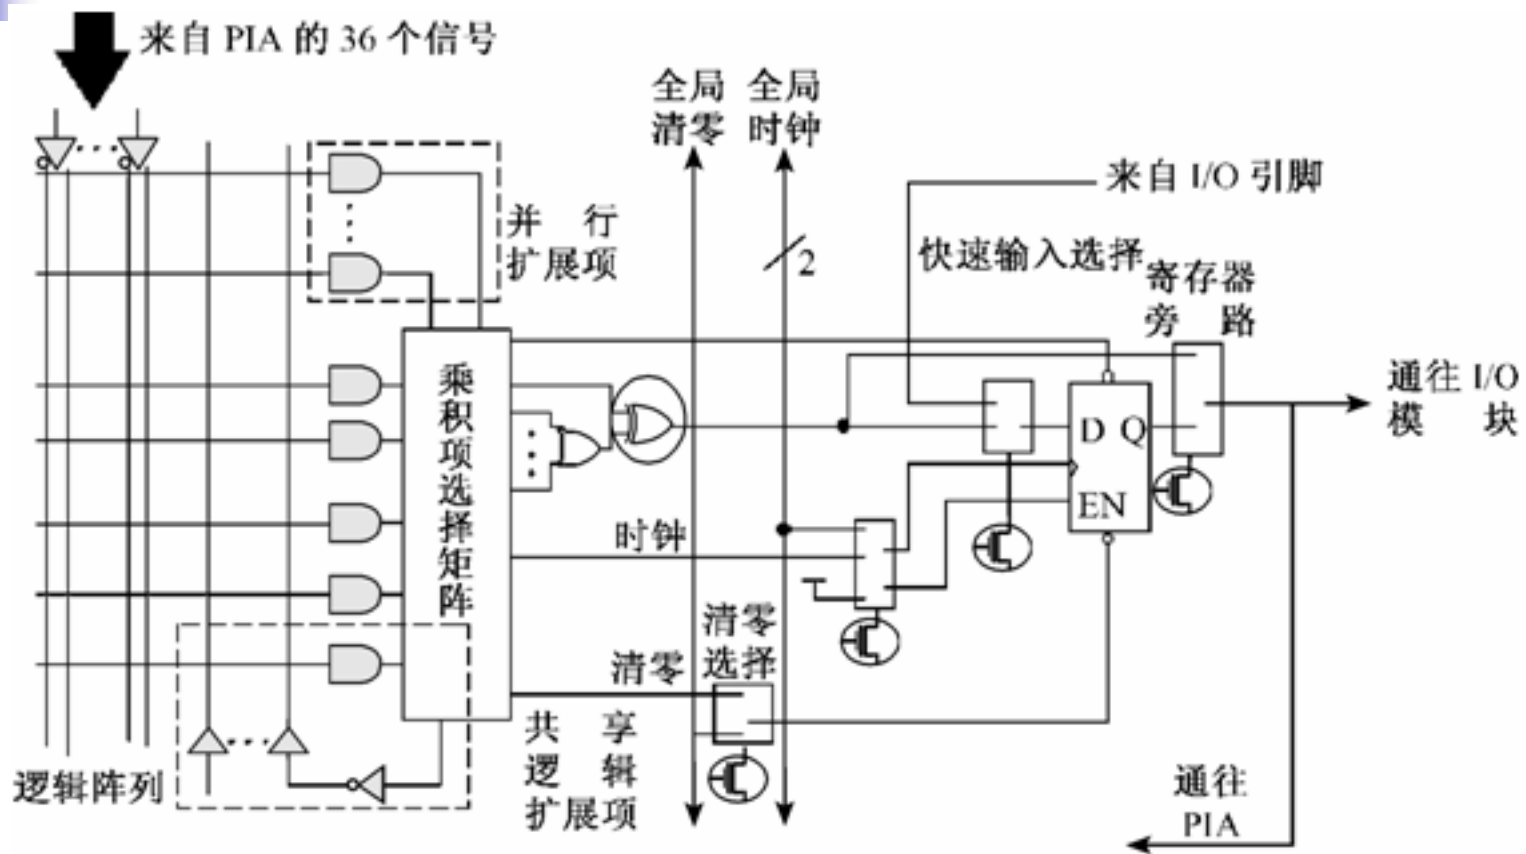 来自 PIA 的 36 个信号
全局 全局
清零 时钟
来自 I/O 引脚
并 行
扩展项
2
快速输入选择
寄存器
旁 路
乘积项选择矩阵
通往 I/O
模 块
D Q
EN
时钟
清零
选择
清零
共 享
逻 辑
扩展项
逻辑阵列
通往
PIA